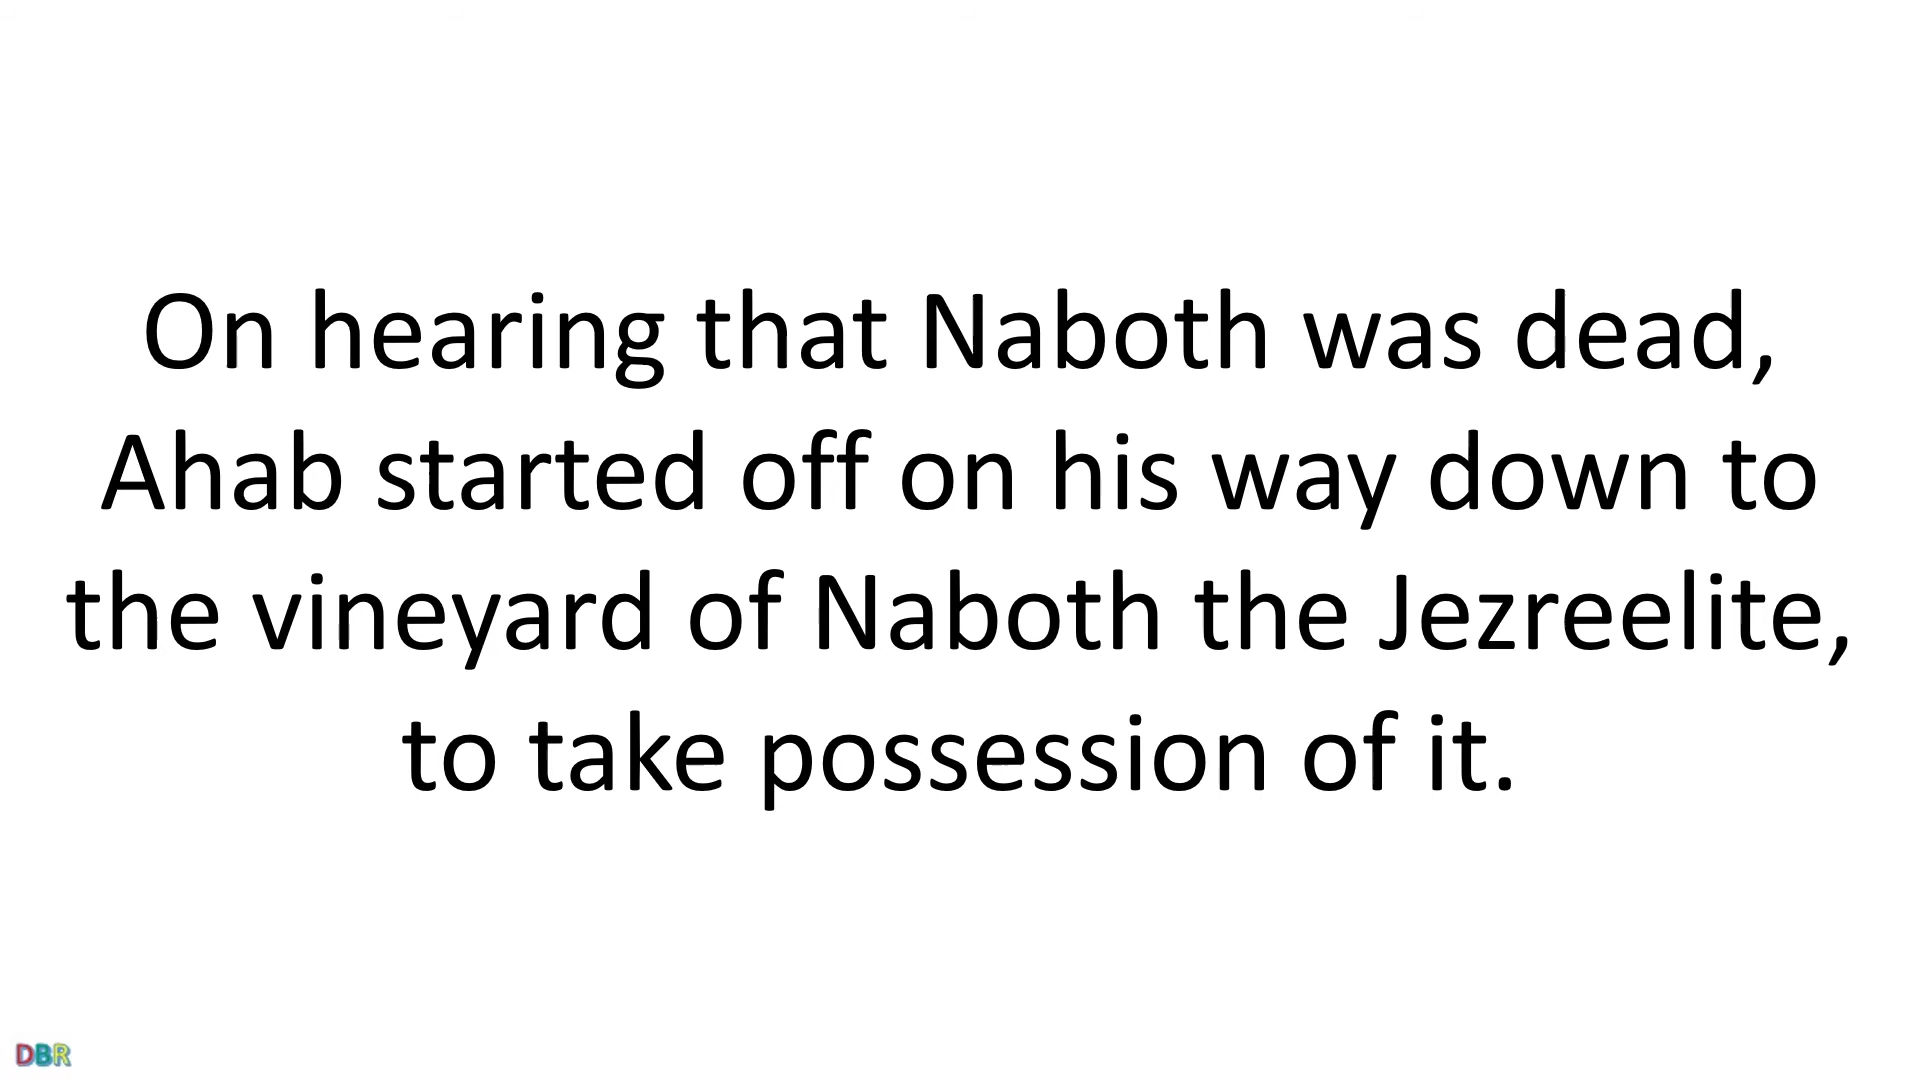 On hearing that Naboth was dead,
Ahab started off on his way down to
the vineyard of Naboth the Jezreelite,
to take possession of it.
DBR